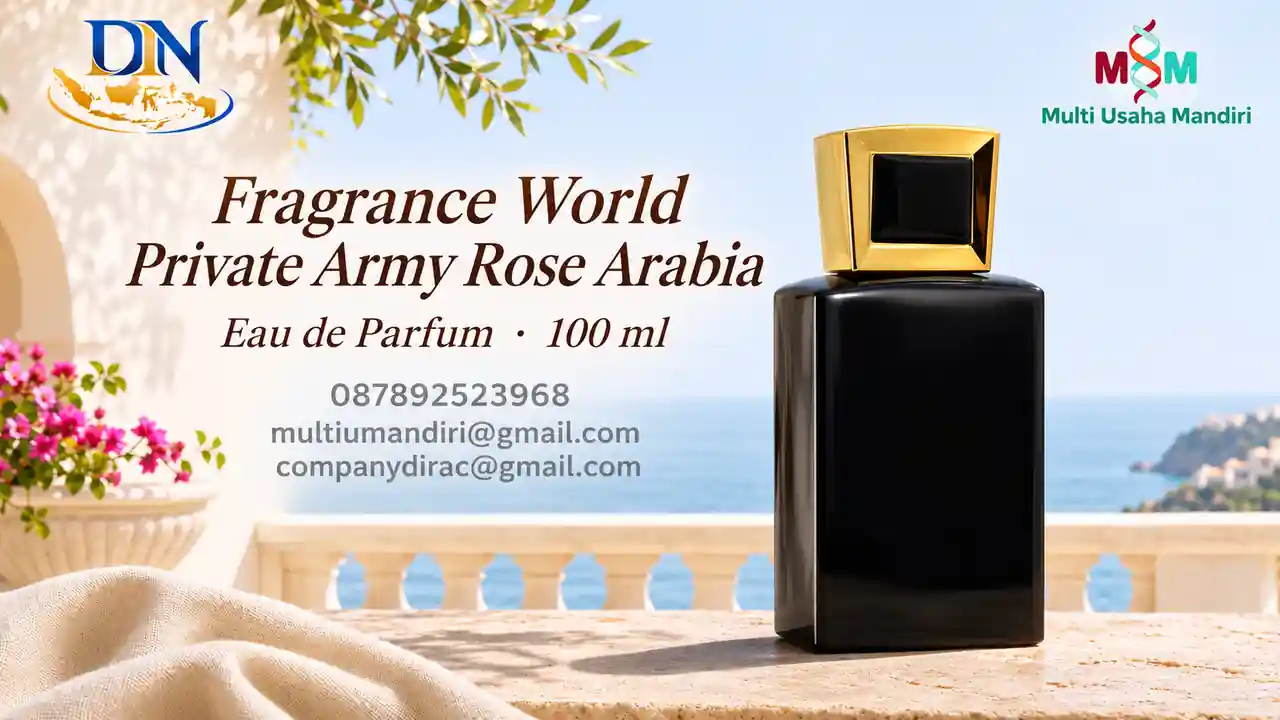 DN
MSM
Multi Usaha Mandiri
Fragrance World
Private Army Rose Arabia
Eau de Parfum · 100 ml
087892523968
multiumandiri@gmail.com
companydirac@gmail.com